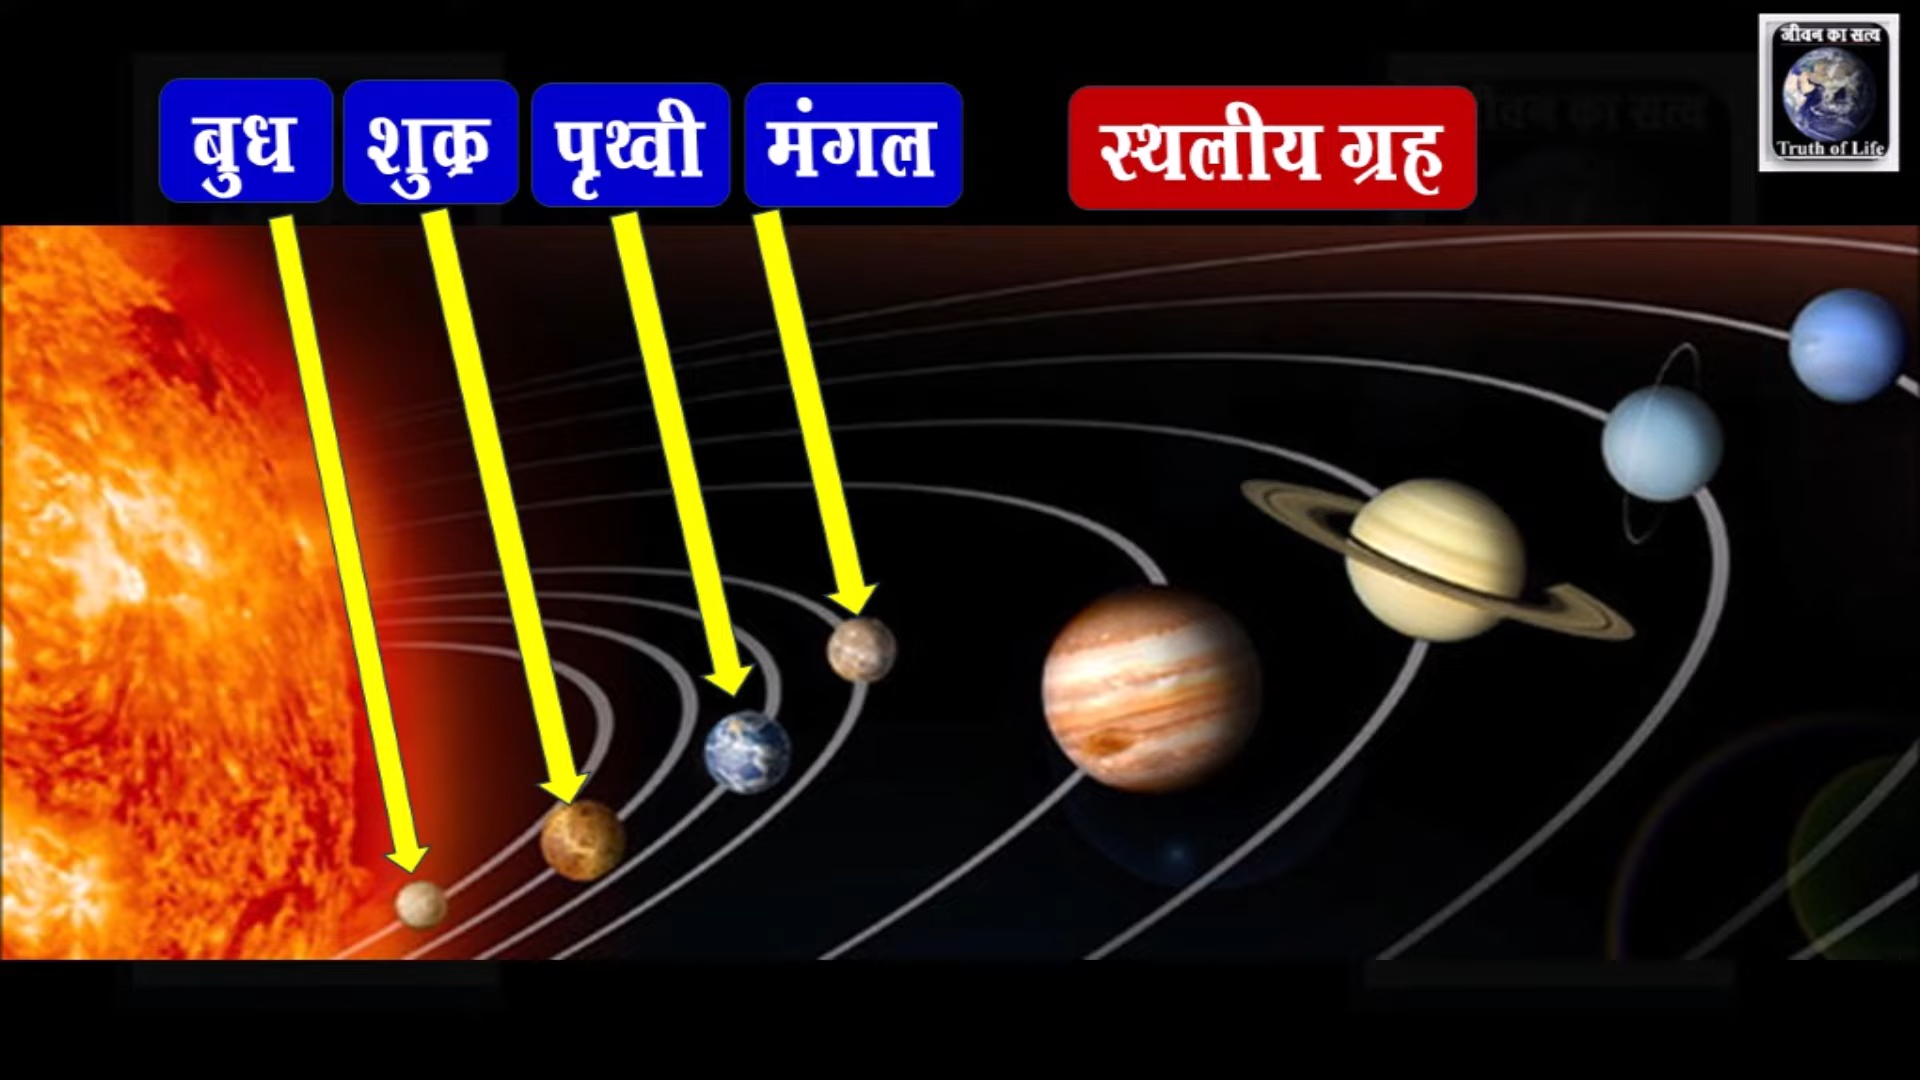 बुध
शुक्र
पृथ्वी
मंगल
स्थलीय ग्रह
जीवन का सत्य
Truth of Life